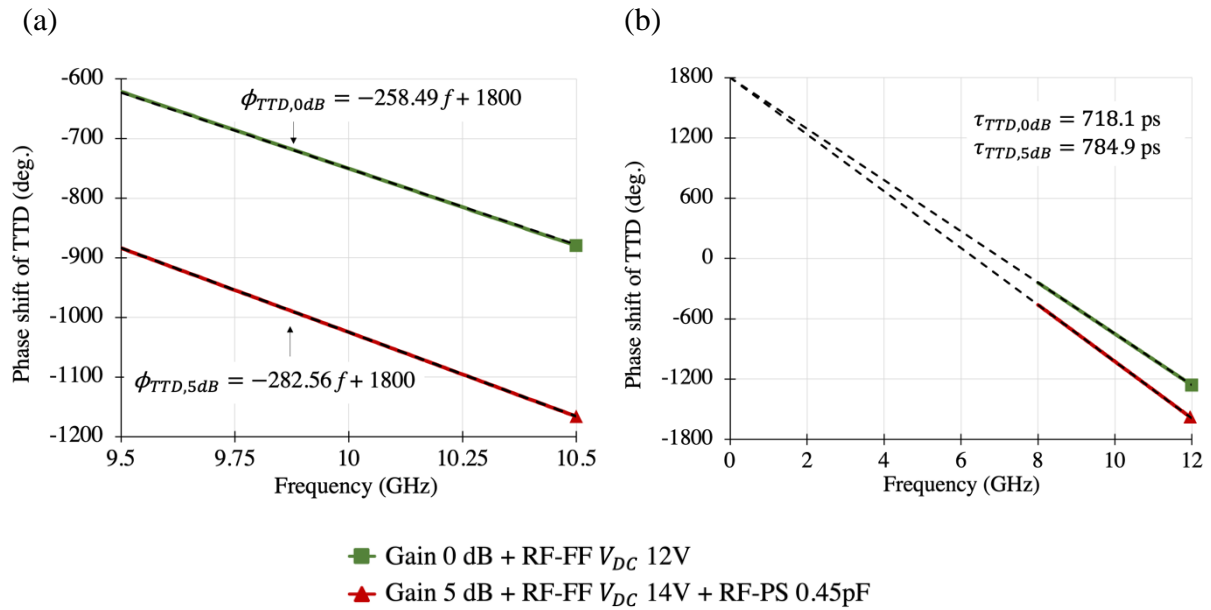 (a)
(b)
Phase shift of TTD (deg.)
-600
-700
-800
-900
-1000
-1100
-1200
𝜙TTD,0dB = −258.49 f + 1800
𝜙TTD,5dB = −282.56 f + 1800
9.5 9.75 10 10.25 10.5
Frequency (GHz)
Phase shift of TTD (deg.)
1800
1200
600
0
-600
-1200
-1800
τTTD,0dB = 718.1 ps
τTTD,5dB = 784.9 ps
0 2 4 6 8 10 12
Frequency (GHz)
Gain 0 dB + RF-FF VDC 12V
Gain 5 dB + RF-FF VDC 14V + RF-PS 0.45pF